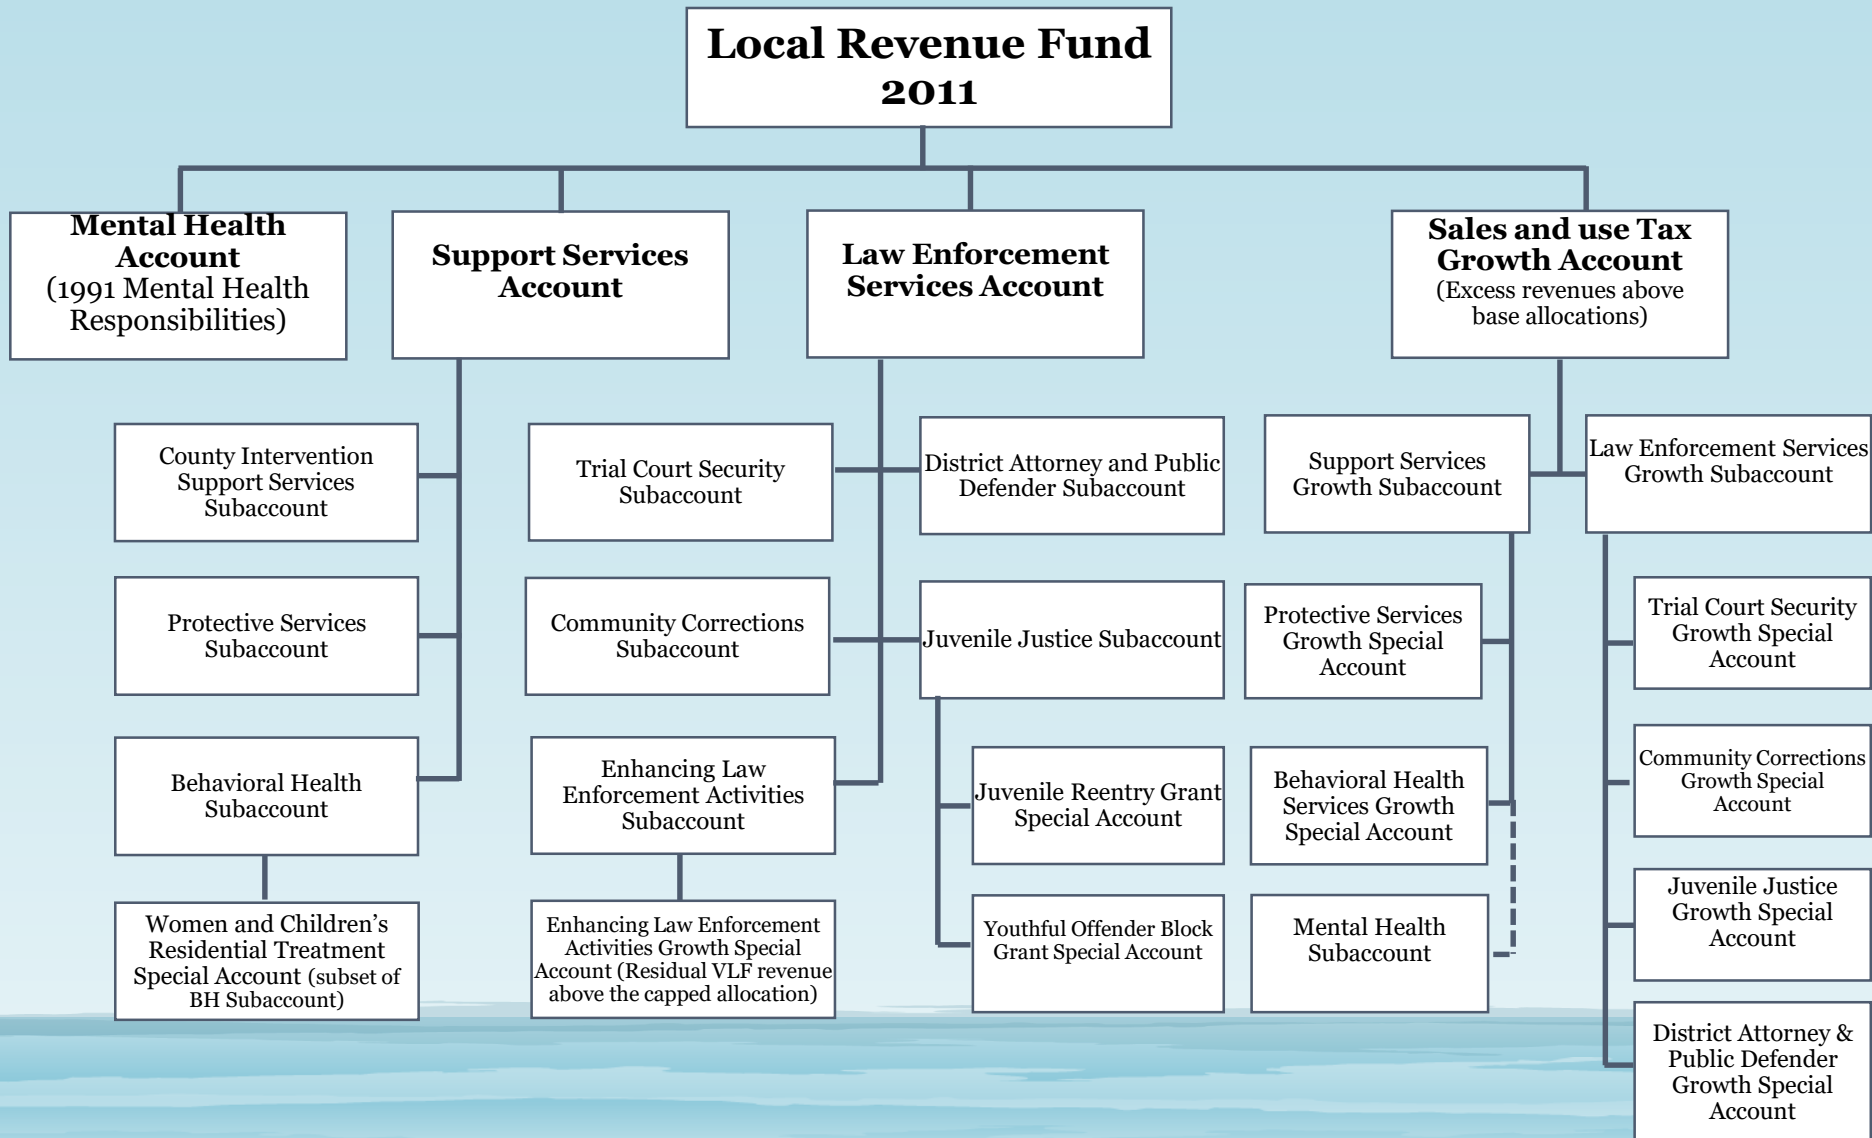 Local Revenue Fund
2011
Mental Health
Account
(1991 Mental Health
Responsibilities)
Support Services
Account
Law Enforcement
Services Account
Sales and use Tax
Growth Account
(Excess revenues above
base allocations)
County Intervention
Support Services
Subaccount
Protective Services
Subaccount
Behavioral Health
Subaccount
Women and Children’s
Residential Treatment
Special Account (subset of
BH Subaccount)
Trial Court Security
Subaccount
District Attorney and Public
Defender Subaccount
Community Corrections
Subaccount
Juvenile Justice Subaccount
Enhancing Law
Enforcement Activities
Subaccount
Enhancing Law Enforcement
Activities Growth Special
Account (Residual VLF revenue
above the capped allocation)
Juvenile Reentry Grant
Special Account
Youthful Offender Block
Grant Special Account
Support Services
Growth Subaccount
Law Enforcement Services
Growth Subaccount
Protective Services
Growth Special
Account
Behavioral Health
Services Growth
Special Account
Mental Health
Subaccount
Trial Court Security
Growth Special
Account
Community Corrections
Growth Special
Account
Juvenile Justice
Growth Special
Account
District Attorney &
Public Defender
Growth Special
Account